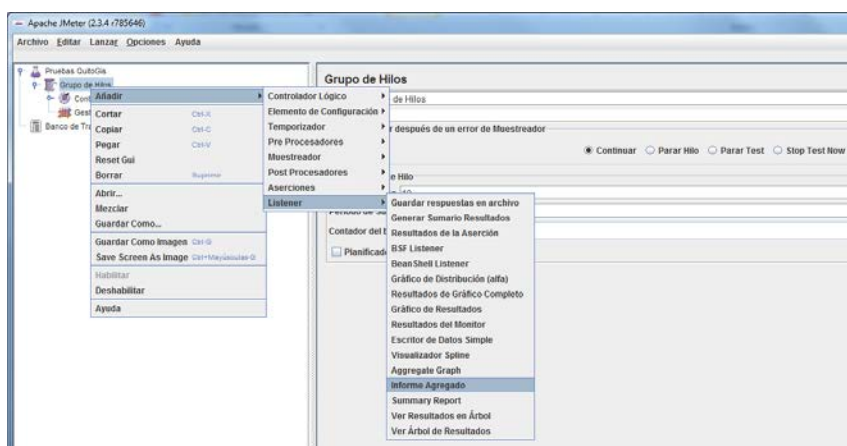 Apache JMeter (2.3.4 r785646)
Archivo Editar Lanzar Opciones Ayuda
Pruebas QuitoGis
Grupo de Hilos
Gest
Banco de Tra
Añadir
Cortar Ctrl-X
Copiar Ctrl-C
Pegar Ctrl-V
Reset Gui
Borrar Suprimir
Abrir...
Mezclar
Guardar Como...
Guardar Como Imagen Ctrl-G
Save Screen As Image Ctrl+Mayúsculas-G
Habilitar
Deshabilitar
Ayuda
Controlador Lógico
Elemento de Configuración
Temporizador
Pre Procesadores
Muestreador
Post Procesadores
Aserciones
Listener
Guardar respuestas en archivo
Generar Sumario Resultados
Resultados de la Aserción
BSF Listener
BeanShell Listener
Gráfico de Distribución (alfa)
Resultados de Gráfico Completo
Gráfico de Resultados
Resultados del Monitor
Escritor de Datos Simple
Visualizador Spline
Aggregate Graph
Informe Agregado
Summary Report
Ver Resultados en Árbol
Ver Árbol de Resultados
Grupo de Hilos
de Hilos
r después de un error de Muestreador
Continuar Parar Hilo Parar Test Stop Test Now
e Hilo
Contador del
Planificado